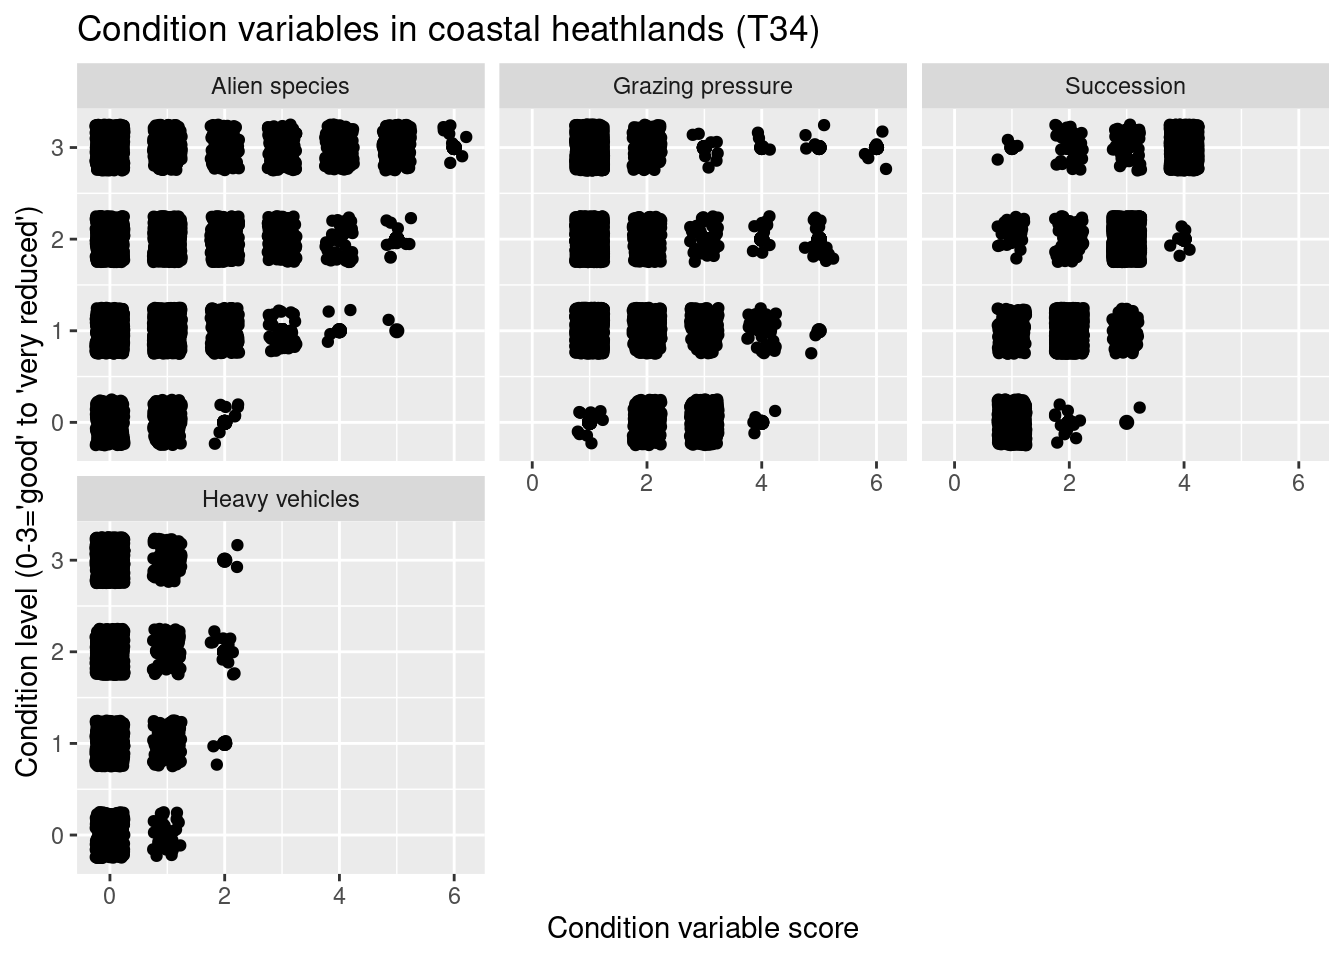 Condition variables in coastal heathlands (T34)
Alien species
Grazing pressure
Succession
3
2
1
0
0 2 4 6
0 2 4 6
Heavy vehicles
3
2
1
0
0 2 4 6
Condition level (0-3='good' to 'very reduced')
Condition variable score